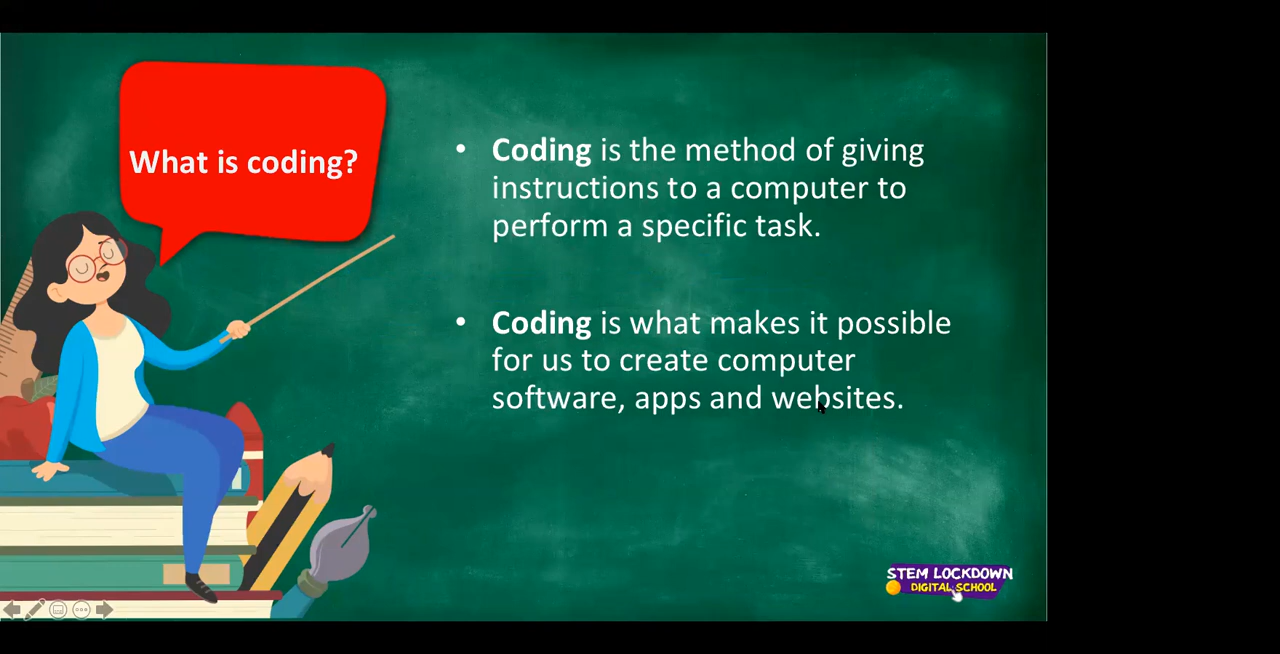 What is coding?
• Coding is the method of giving
instructions to a computer to
perform a specific task.
• Coding is what makes it possible
for us to create computer
software, apps and websites.
STEM LOCKDOWN
DIGITAL SCHOOL